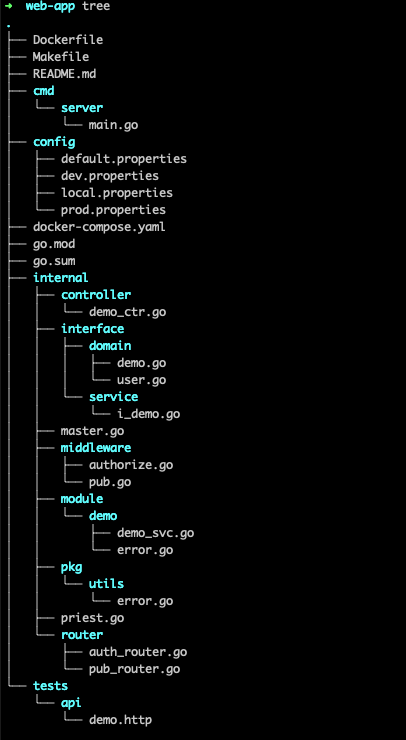 ➜  web-app tree
.
├── Dockerfile
├── Makefile
├── README.md
├── cmd
│   └── server
│       └── main.go
├── config
│   ├── default.properties
│   ├── dev.properties
│   ├── local.properties
│   └── prod.properties
├── docker-compose.yaml
├── go.mod
├── go.sum
├── internal
│   ├── controller
│   │   └── demo_ctr.go
│   ├── interface
│   │   ├── domain
│   │   │   ├── demo.go
│   │   │   └── user.go
│   │   └── service
│   │       └── i_demo.go
│   ├── master.go
│   ├── middleware
│   │   ├── authorize.go
│   │   └── pub.go
│   ├── module
│   │   └── demo
│   │       ├── demo_svc.go
│   │       └── error.go
│   ├── pkg
│   │   └── utils
│   │       └── error.go
│   ├── priest.go
│   └── router
│       ├── auth_router.go
│       └── pub_router.go
└── tests
    └── api
        └── demo.http